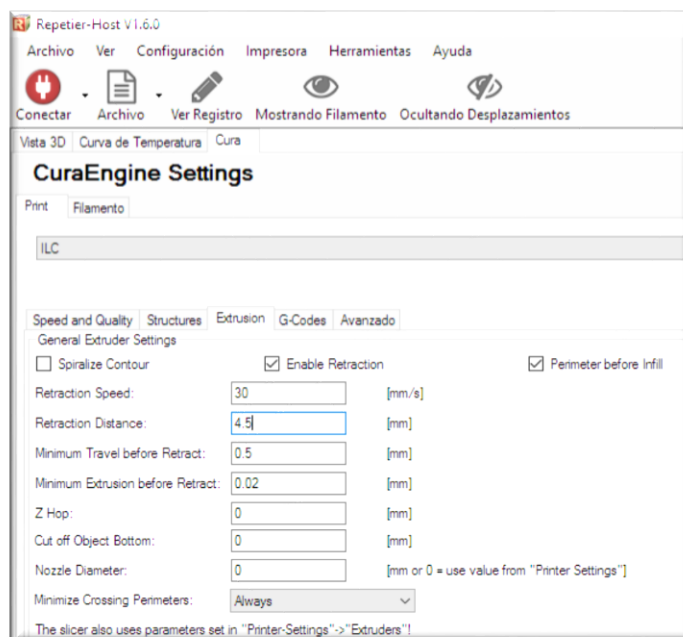 Repetier-Host V1.6.0
Archivo Ver Configuración Impresora Herramientas Ayuda
Conectar Archivo Ver Registro Mostrando Filamento Ocultando Desplazamientos
Vista 3D Curva de Temperatura Cura
CuraEngine Settings
Print Filamento
ILC
Speed and Quality Structures Extrusion G-Codes Avanzado
General Extruder Settings
Spiralize Contour Enable Retraction Perimeter before Infill
Retraction Speed: 30 [mm/s]
Retraction Distance: 4.5 [mm]
Minimum Travel before Retract: 0.5 [mm]
Minimum Extrusion before Retract: 0.02 [mm]
Z Hop: 0 [mm]
Cut off Object Bottom: 0 [mm]
Nozzle Diameter: 0 [mm or 0 = use value from "Printer Settings"]
Minimize Crossing Perimeters: Always
The slicer also uses parameters set in "Printer-Settings"->"Extruders"!